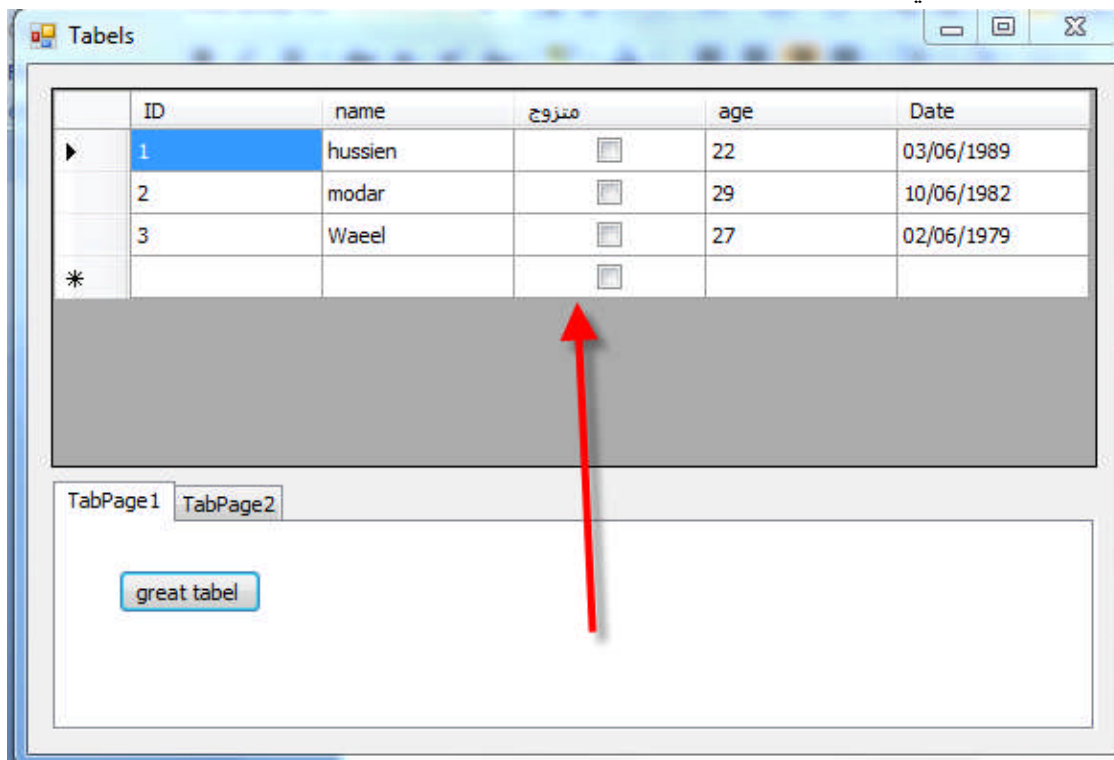 Tabels
ID name متزوج age Date
1 hussien 22 03/06/1989
2 modar 29 10/06/1982
3 Waeel 27 02/06/1979
TabPage1 TabPage2
great tabel